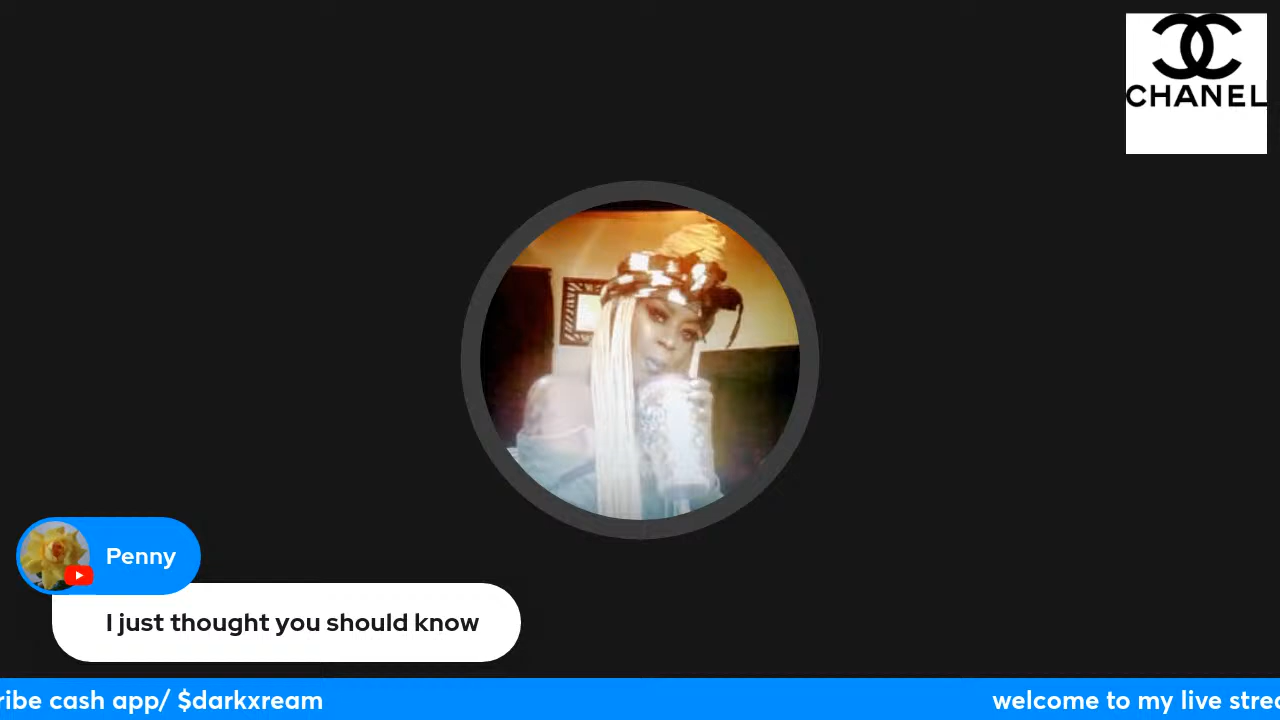 CHANEL
Penny
I just thought you should know
ribe cash app/ $darkxream
welcome to my live strea